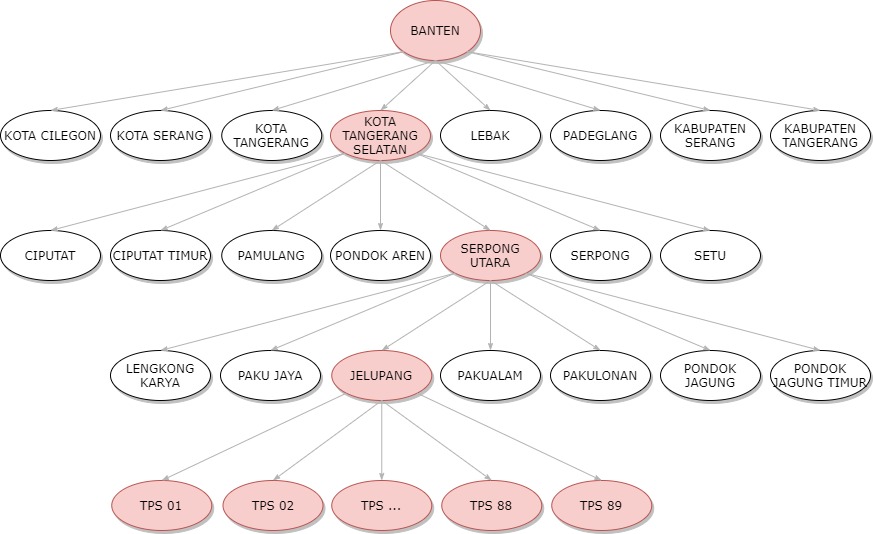 BANTEN
KOTA CILEGON
KOTA SERANG
KOTA
TANGERANG
KOTA
TANGERANG
SELATAN
LEBAK
PADEGLANG
KABUPATEN
SERANG
KABUPATEN
TANGERANG
CIPUTAT
CIPUTAT TIMUR
PAMULANG
PONDOK AREN
SERPONG
UTARA
SERPONG
SETU
LENGKONG
KARYA
PAKU JAYA
JELUPANG
PAKUALAM
PAKULONAN
PONDOK
JAGUNG
PONDOK
JAGUNG TIMUR
TPS 01
TPS 02
TPS ...
TPS 88
TPS 89